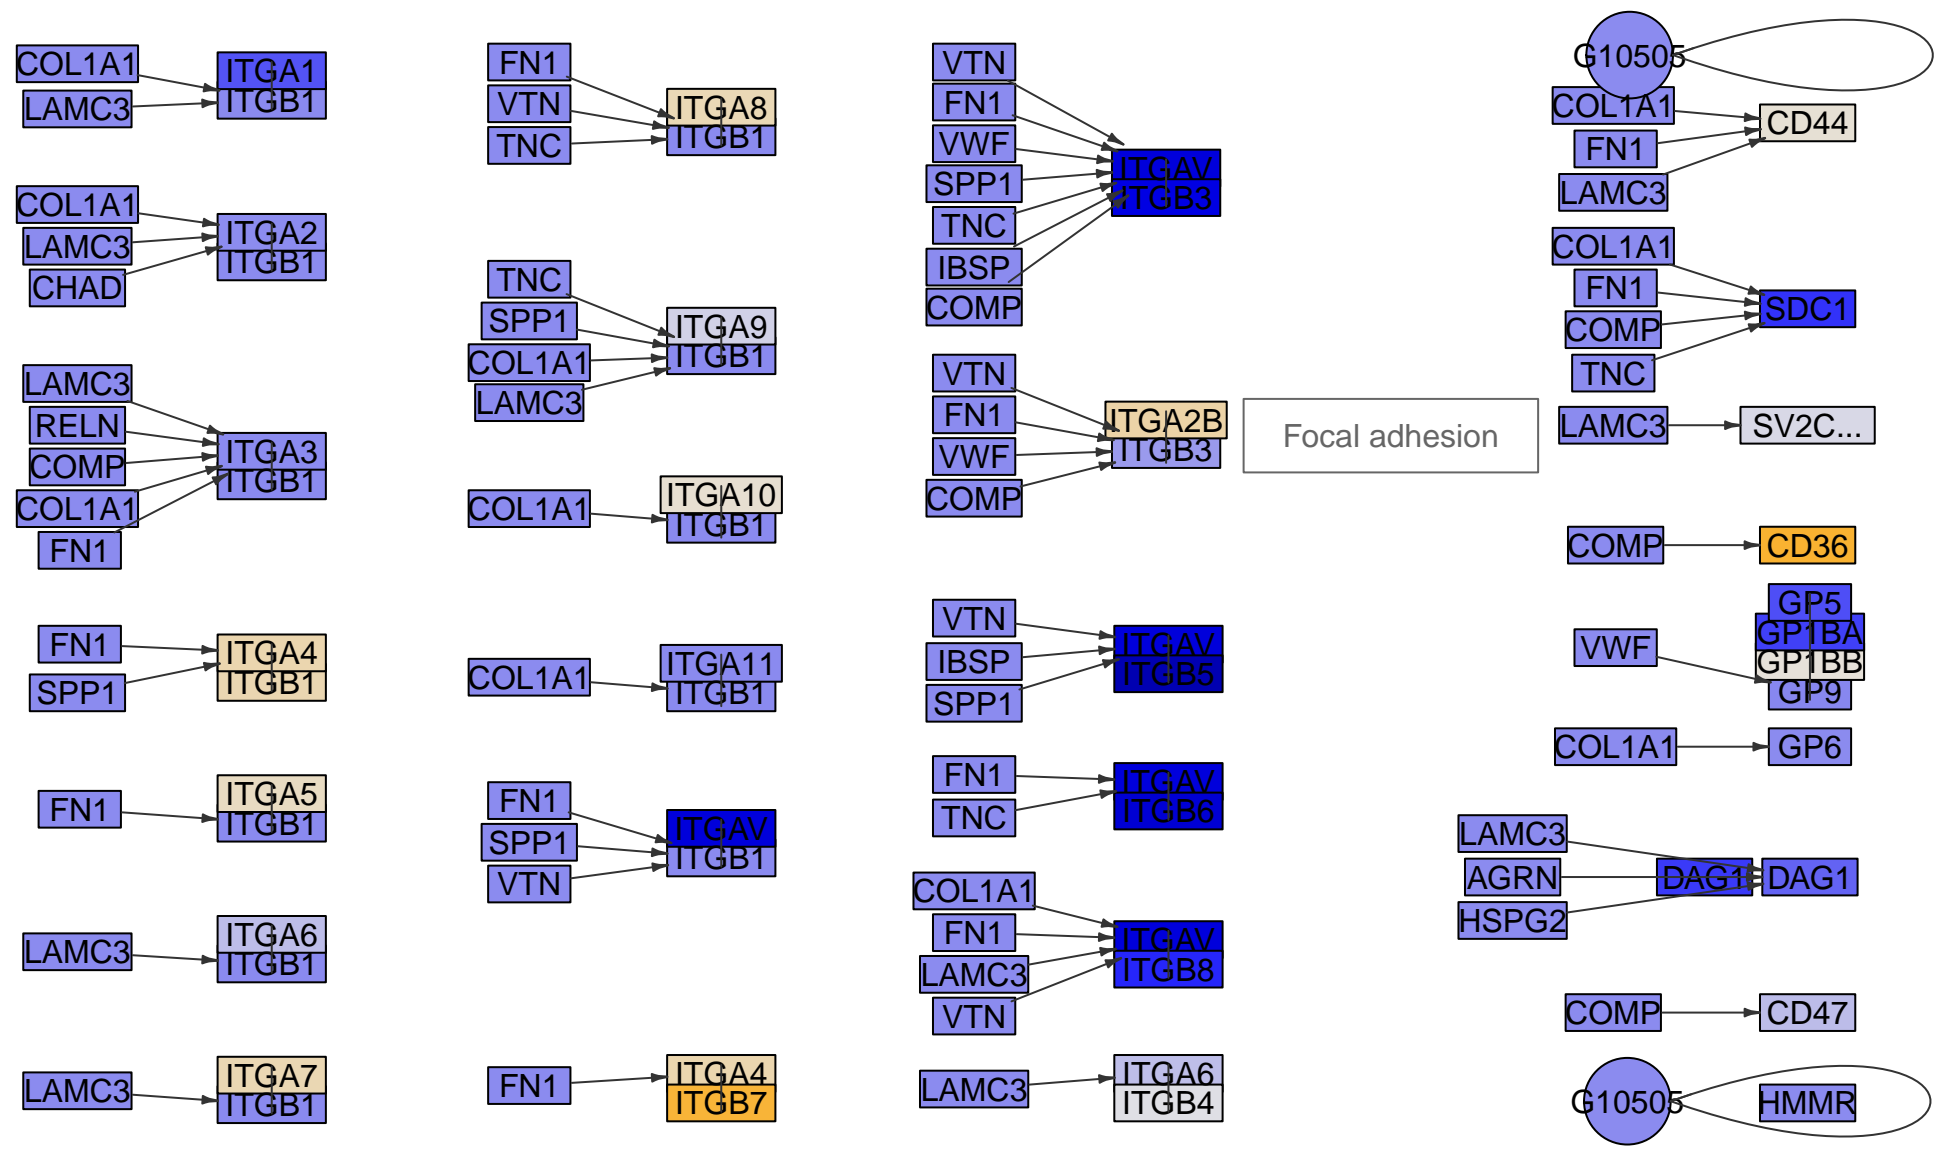 COL1A1
LAMC3
ITGA1
ITGB1
COL1A1
LAMC3
CHAD
ITGA2
ITGB1
LAMC3
RELN
COMP
COL1A1
FN1
ITGA3
ITGB1
FN1
SPP1
ITGA4
ITGB1
FN1
ITGA5
ITGB1
LAMC3
ITGA6
ITGB1
LAMC3
ITGA7
ITGB1
FN1
VTN
TNC
ITGA8
ITGB1
TNC
SPP1
COL1A1
LAMC3
ITGA9
ITGB1
COL1A1
ITGA10
ITGB1
COL1A1
ITGA11
ITGB1
FN1
SPP1
VTN
ITGAV
ITGB1
FN1
ITGA4
ITGB7
VTN
FN1
VWF
SPP1
TNC
IBSP
COMP
ITGAV
ITGB3
VTN
FN1
VWF
COMP
ITGA2B
ITGB3
Focal adhesion
VTN
IBSP
SPP1
ITGAV
ITGB5
FN1
TNC
ITGAV
ITGB6
COL1A1
FN1
LAMC3
VTN
ITGAV
ITGB8
LAMC3
ITGA6
ITGB4
G10505
COL1A1
FN1
LAMC3
CD44
COL1A1
FN1
COMP
TNC
SDC1
LAMC3
SV2C...
COMP
CD36
VWF
GP5
GP1BA
GP1BB
GP9
COL1A1
GP6
LAMC3
AGRN
HSPG2
DAG1
DAG1
COMP
CD47
G10505
HMMR